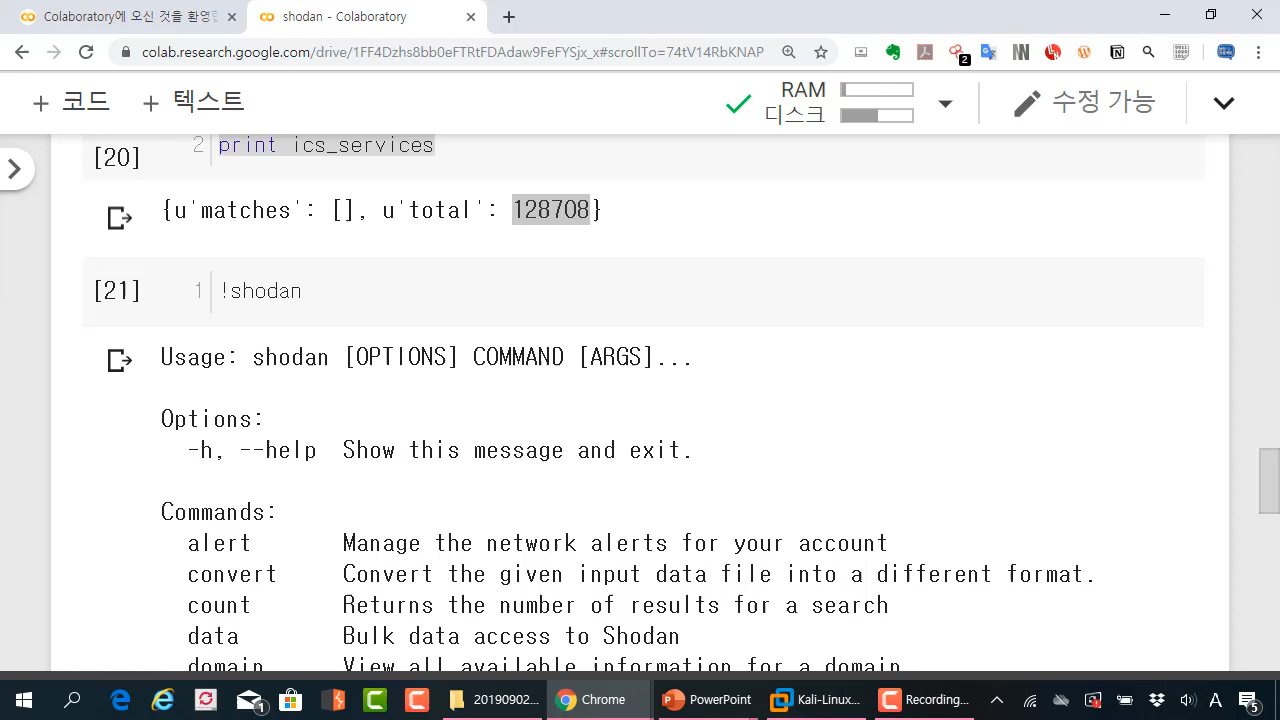 Colaboratory에 오신 것을 환영합
shodan - Colaboratory
colab.research.google.com/drive/1FF4Dzhs8bb0eFTRtFDAdaw9FeFYSjx_x#scrollTo=74tV14RbKNAP
2
+ 코드 + 텍스트
RAM
디스크
수정 가능
[20] 2 print ics_services
{u'matches': [], u'total': 128708}
[21] 1 !shodan
Usage: shodan [OPTIONS] COMMAND [ARGS]...
Options:
-h, --help Show this message and exit.
Commands:
alert Manage the network alerts for your account
convert Convert the given input data file into a different format.
count Returns the number of results for a search
data Bulk data access to Shodan
domain View all available information for a domain
1 20190902... Chrome PowerPoint Kali-Linux... Recording... A 5